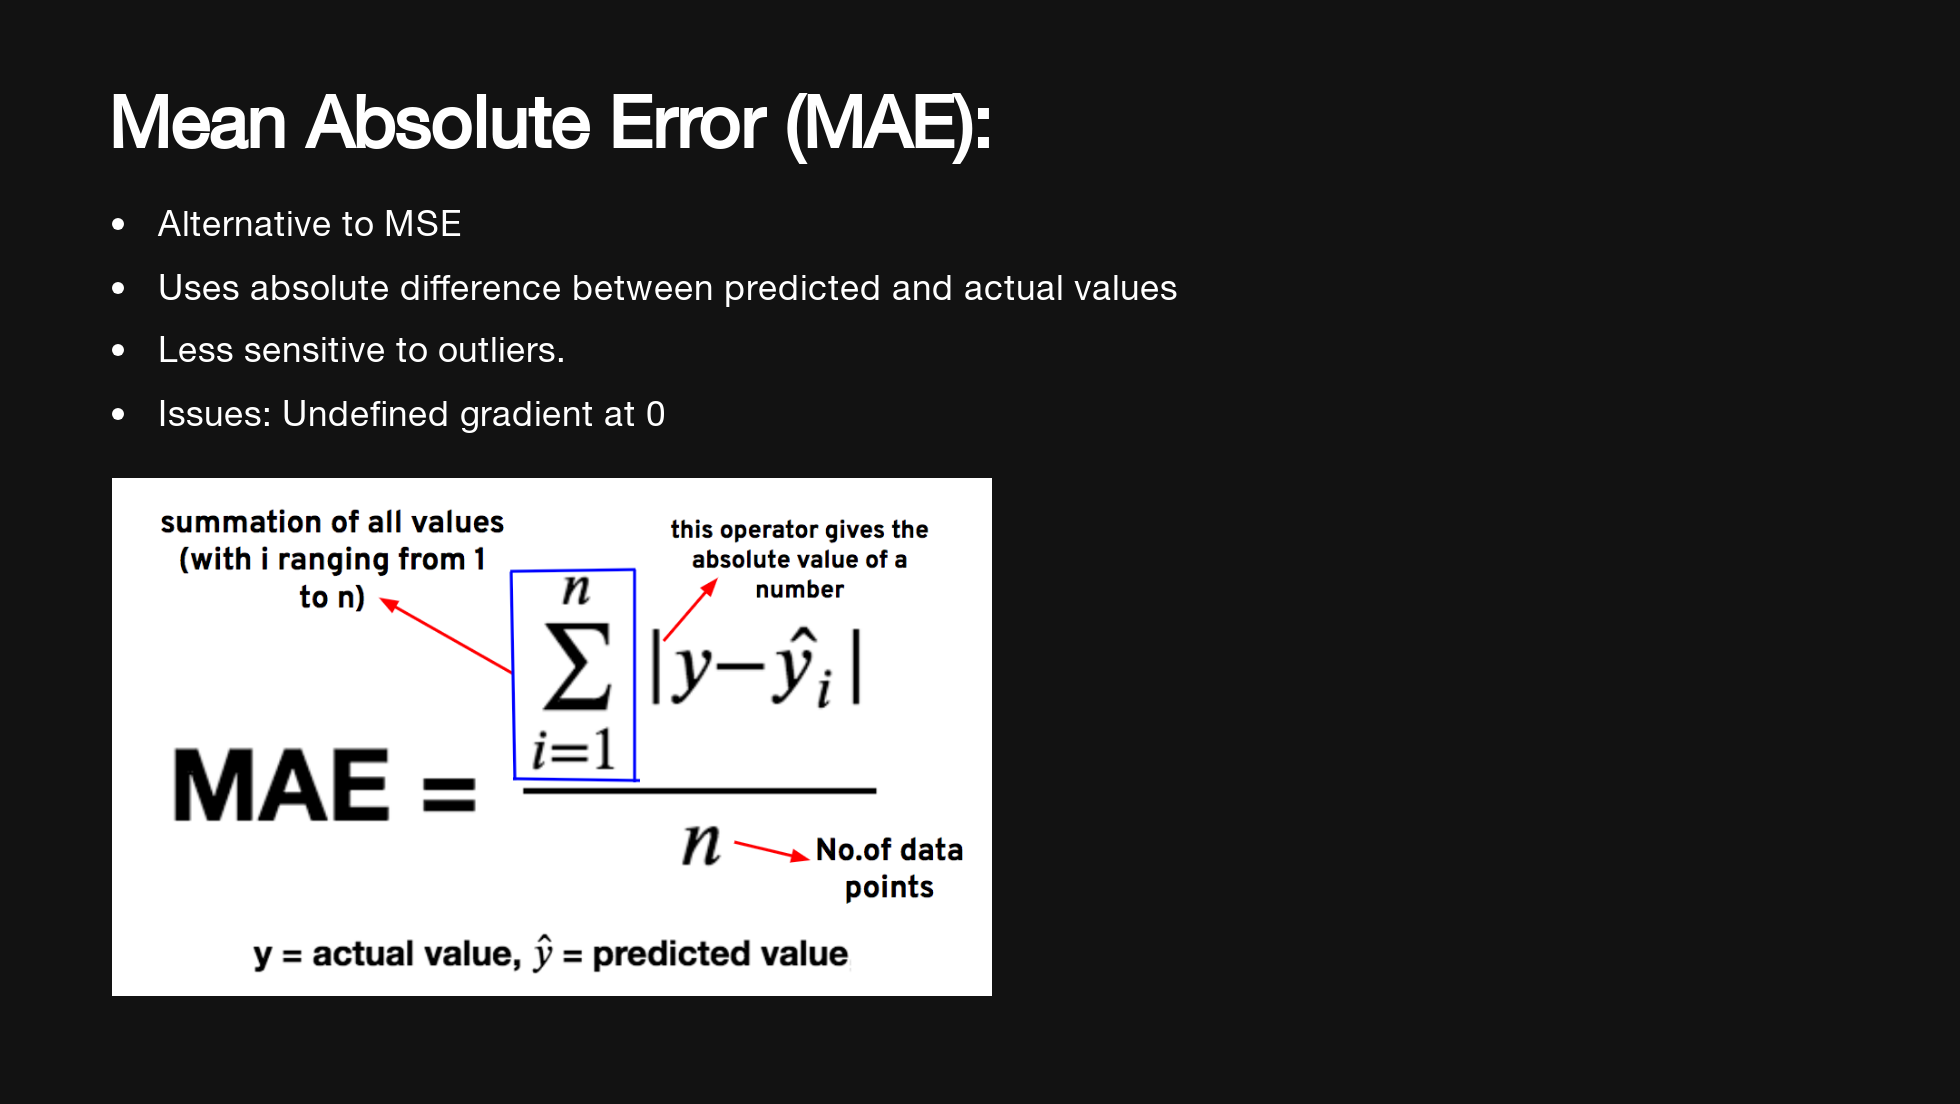 Mean Absolute Error (MAE):
• Alternative to MSE
• Uses absolute difference between predicted and actual values
• Less sensitive to outliers.
• Issues: Undefined gradient at 0
summation of all values
(with i ranging from 1
to n)
this operator gives the
absolute value of a
number
n
∑ |y−ŷᵢ|
i=1
MAE =
n
No.of data
points
y = actual value, ŷ = predicted value